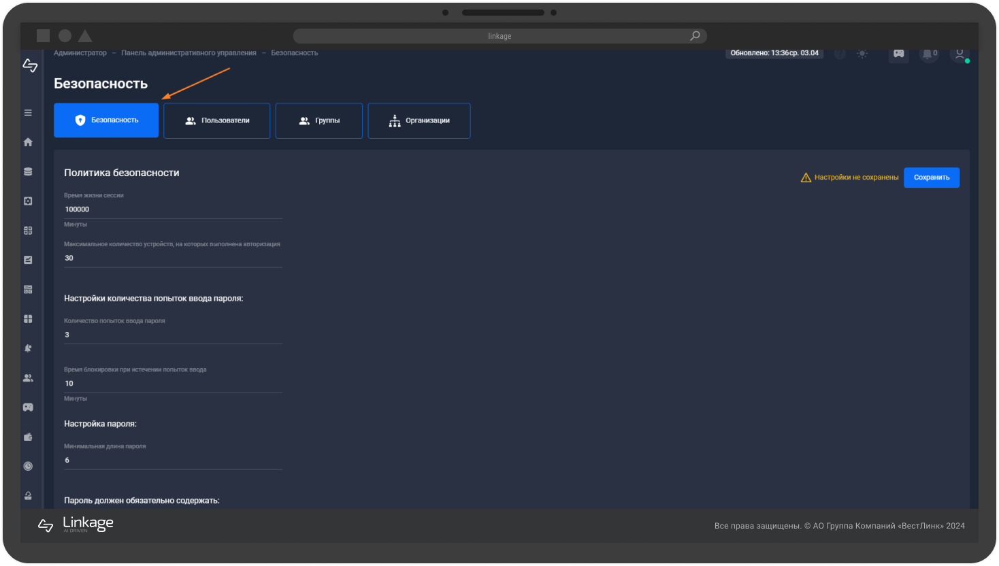 linkage
Администратор – Панель административного управления – Безопасность
Обновлено: 13:36 ср. 03.04
0
Безопасность
Безопасность
Пользователи
Группы
Организации
Политика безопасности
Настройки не сохранены
Сохранить
Время жизни сессии
100000
Минуты
Максимальное количество устройств, на которых выполнена авторизация
30
Настройки количества попыток ввода пароля:
Количество попыток ввода пароля
3
Время блокировки при истечении попыток ввода
10
Минуты
Настройка пароля:
Минимальная длина пароля
6
Пароль должен обязательно содержать:
Linkage
AI DRIVEN
Все права защищены. © АО Группа Компаний «ВестЛинк» 2024